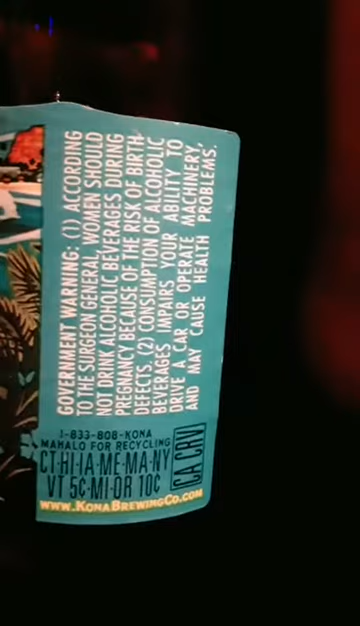 GOVERNMENT WARNING: (1) ACCORDING
TO THE SURGEON GENERAL, WOMEN SHOULD
NOT DRINK ALCOHOLIC BEVERAGES DURING
PREGNANCY BECAUSE OF THE RISK OF BIRTH
DEFECTS. (2) CONSUMPTION OF ALCOHOLIC
BEVERAGES IMPAIRS YOUR ABILITY TO
DRIVE A CAR OR OPERATE MACHINERY,
AND MAY CAUSE HEALTH PROBLEMS.
1-833-808-KONA
MAHALO FOR RECYCLING
CT·HI·IA·ME·MA·NY
VT 5¢·MI·OR 10¢
CA CRV
WWW.KONABREWINGCO.COM